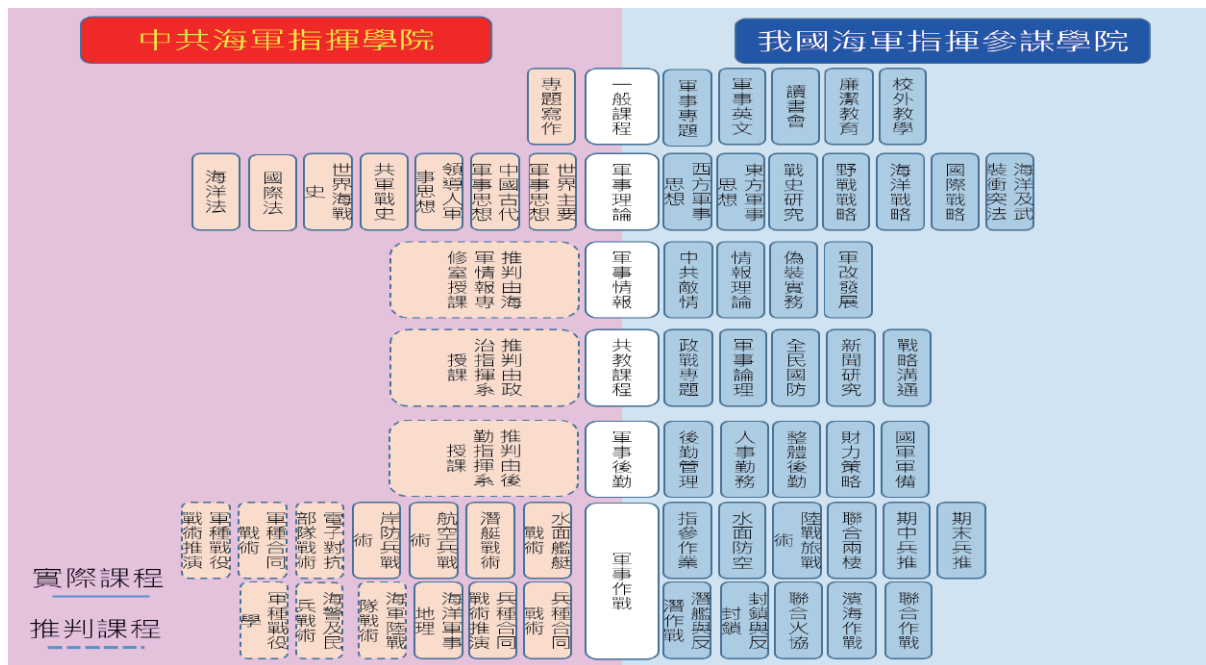 中共海軍指揮學院
我國海軍指揮參謀學院
專題寫作
一般課程
軍事專題
軍事英文
讀書會
廉潔教育
校外教學
海洋法
國際法
世界海戰
史
共軍戰史
領導人軍
事思想
中國古代
軍事思想
世界主要
軍事思想
軍事理論
西方軍事
思想
東方軍事
思想
戰史研究
野戰戰略
海洋戰略
國際戰略
海洋及武
裝衝突法
推判由海
軍情報專
修室授課
軍事情報
中共敵情
情報理論
偽裝實務
軍改發展
推判由政
治指揮系
授課
共教課程
政戰專題
軍事論理
全民國防
新聞研究
戰略溝通
推判由後
勤指揮系
授課
軍事後勤
後勤管理
人事勤務
整體後勤
財力策略
國軍軍備
軍種戰役
戰術推演
軍種合同
戰術
電子對抗
部隊戰術
岸防兵戰
術
航空兵戰
術
潛艇戰術
水面艦艇
戰術
軍事作戰
指參作業
水面防空
陸戰旅戰
術
聯合兩棲
期中兵推
期末兵推
實際課程
推判課程
軍種戰役
學
海警及民
兵戰術
海軍陸戰
隊戰術
海洋軍事
地理
兵種合同
戰術推演
兵種合同
戰術
潛艦與反
潛作戰
封鎖與反
封鎖
聯合火協
濱海作戰
聯合作戰